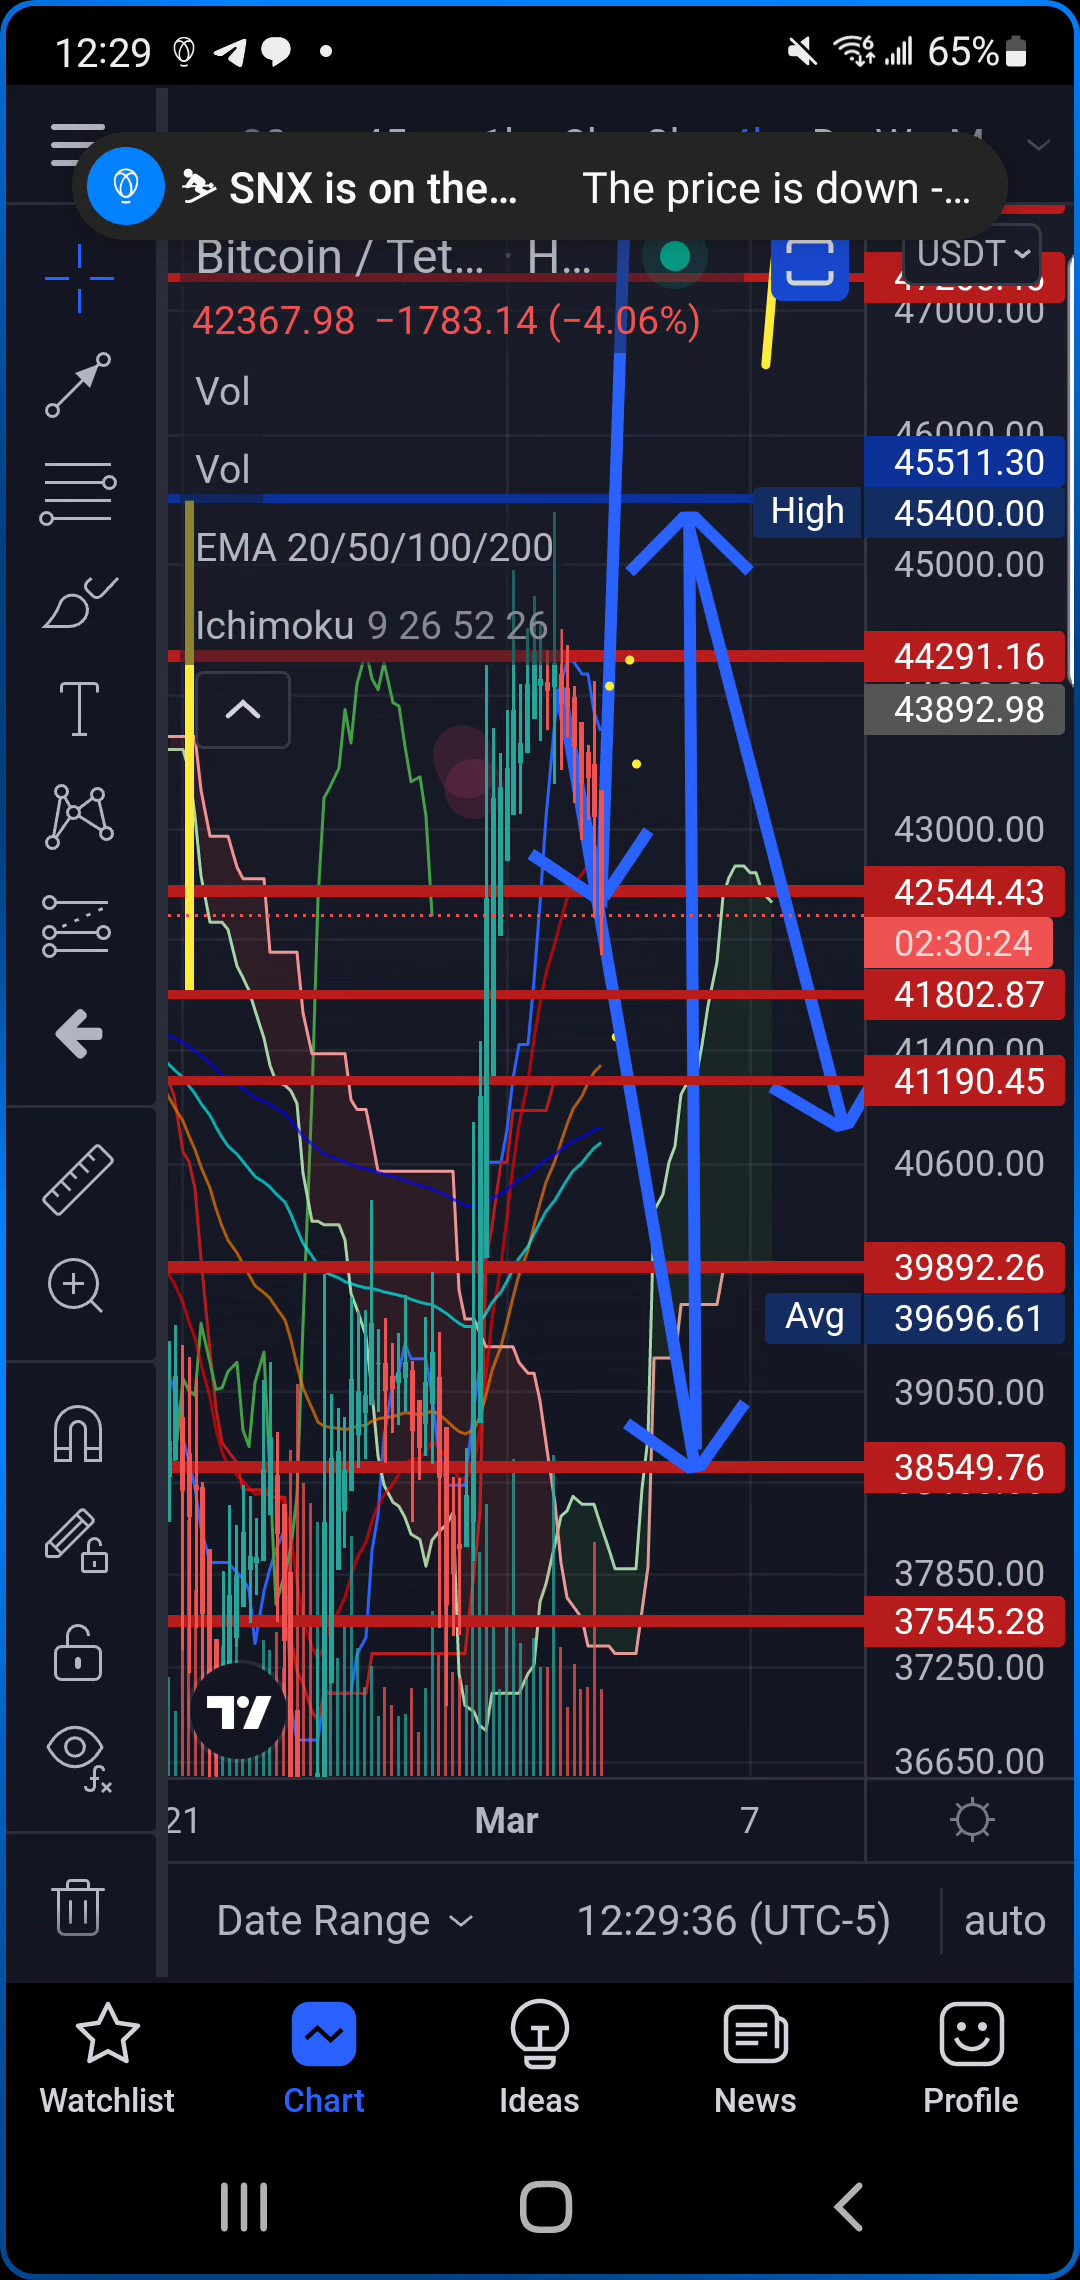 12:29
65%
SNX is on the...
The price is down -...
Bitcoin / Tet... · H...
USDT
47000.00
42367.98 −1783.14 (−4.06%)
Vol
46000.00
45511.30
Vol
High
45400.00
EMA 20/50/100/200
45000.00
Ichimoku 9 26 52 26
44291.16
43892.98
43000.00
42544.43
02:30:24
41802.87
41400.00
41190.45
40600.00
39892.26
Avg
39696.61
39050.00
38549.76
37850.00
37545.28
37250.00
36650.00
21
Mar
7
Date Range
12:29:36 (UTC-5)
auto
Watchlist
Chart
Ideas
News
Profile